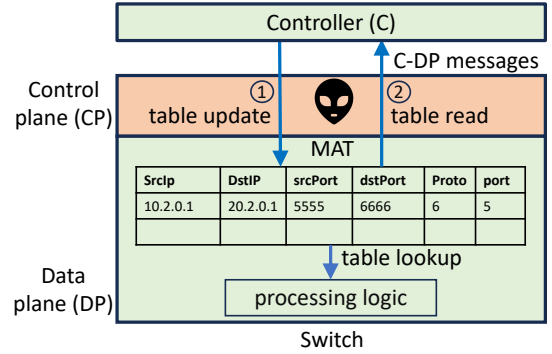 Controller (C)
C-DP messages
Control
plane (CP)
1
table update
2
table read
MAT
SrcIp DstIP srcPort dstPort Proto port
10.2.0.1 20.2.0.1 5555 6666 6 5
table lookup
Data
plane (DP)
processing logic
Switch